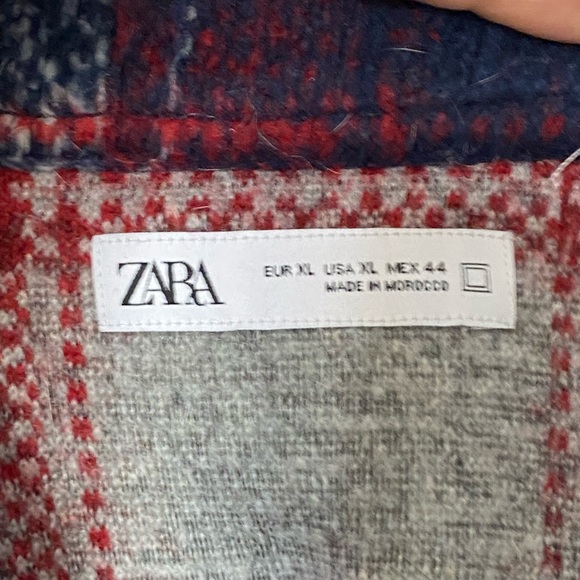 ZARA
EUR XL USA XL MEX 44
MADE IN MOROCCO